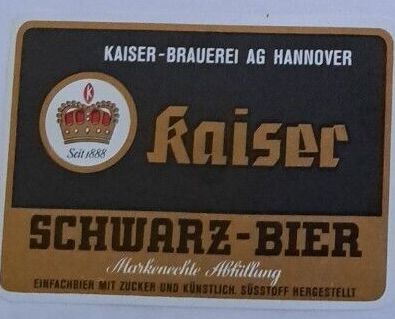 KAISER-BRAUEREI AG HANNOVER
K
Seit 1888
Kaiser
SCHWARZ-BIER
Markenechte Abfüllung
EINFACHBIER MIT ZUCKER UND KÜNSTLICH. SÜSSTOFF HERGESTELLT